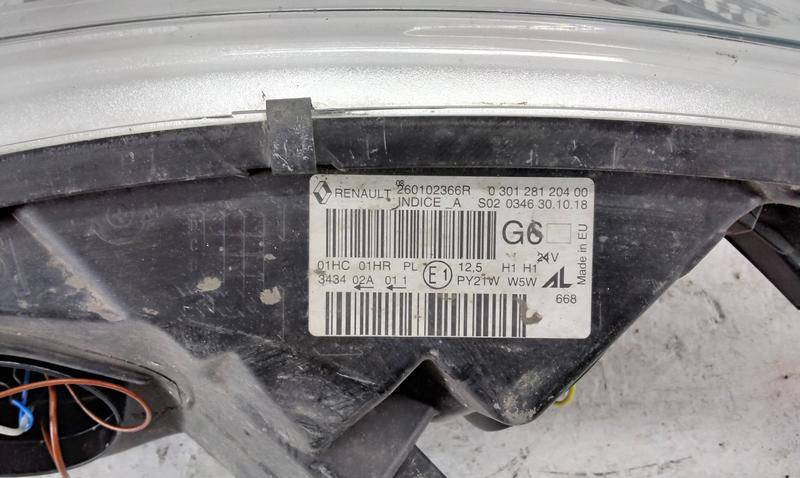 RENAULT 260102366R 0 301 281 204 00
INDICE_A S02 0346 30.10.18
G6
24V
Made in EU
01HC 01HR PL E1 12,5 H1 H1
3434 02A 01 1 PY21W W5W AL
668